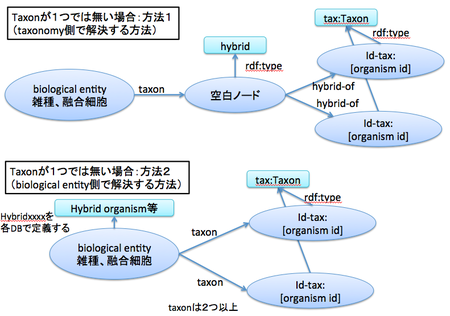 Taxonが１つでは無い場合：方法１
（taxonomy側で解決する方法）
tax:Taxon
hybrid
rdf:type
rdf:type
Id-tax:
[organism id]
biological entity
雑種、融合細胞
taxon
空白ノード
hybrid-of
hybrid-of
Id-tax:
[organism id]
Taxonが１つでは無い場合：方法２
（biological entity側で解決する方法）
tax:Taxon
rdf:type
Hybridxxxxを
各DBで定義する
Hybrid organism等
Id-tax:
[organism id]
taxon
biological entity
雑種、融合細胞
taxon
Id-tax:
[organism id]
taxonは２つ以上